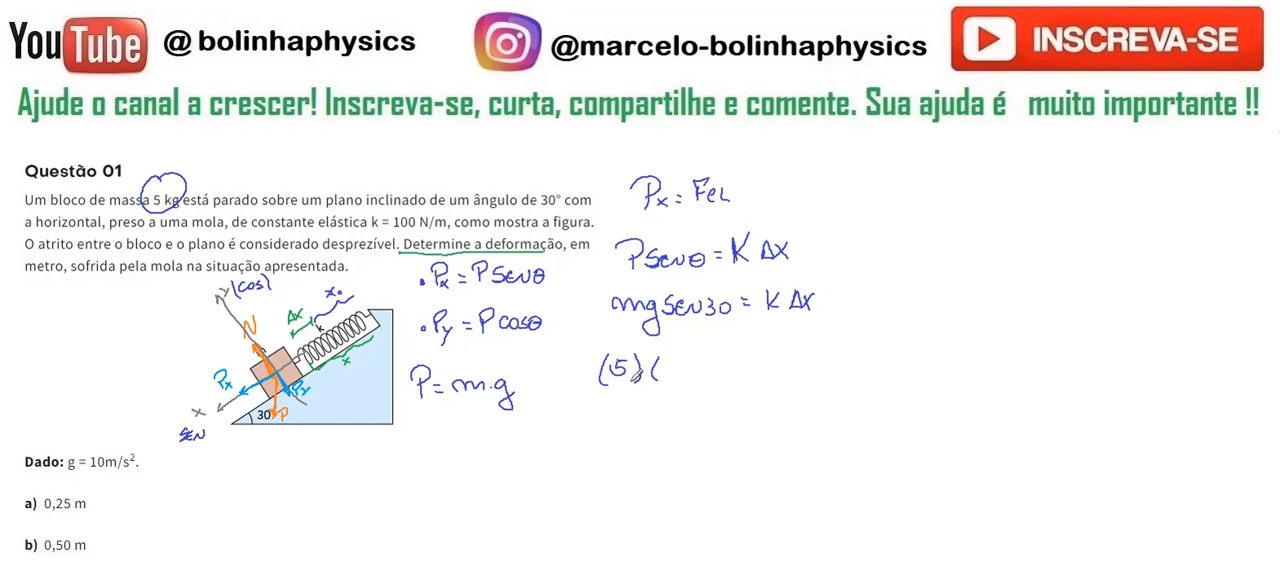 YouTube @bolinhaphysics @marcelo-bolinhaphysics INSCREVA-SE
Ajude o canal a crescer! Inscreva-se, curta, compartilhe e comente. Sua ajuda é muito importante !!
Questão 01
Um bloco de massa 5 kg está parado sobre um plano inclinado de um ângulo de 30° com
a horizontal, preso a uma mola, de constante elástica k = 100 N/m, como mostra a figura.
O atrito entre o bloco e o plano é considerado desprezível. Determine a deformação, em
metro, sofrida pela mola na situação apresentada.
Px = FeL
PSENθ = K ΔX
mg SEN30 = K ΔX
(5) (
. Px = PSENθ
. Py = P cosθ
P = m.g
y (cos)
x₀
Δx
N
k
x
Px
Py
x
SEN
30
P
Dado: g = 10m/s².
a) 0,25 m
b) 0,50 m